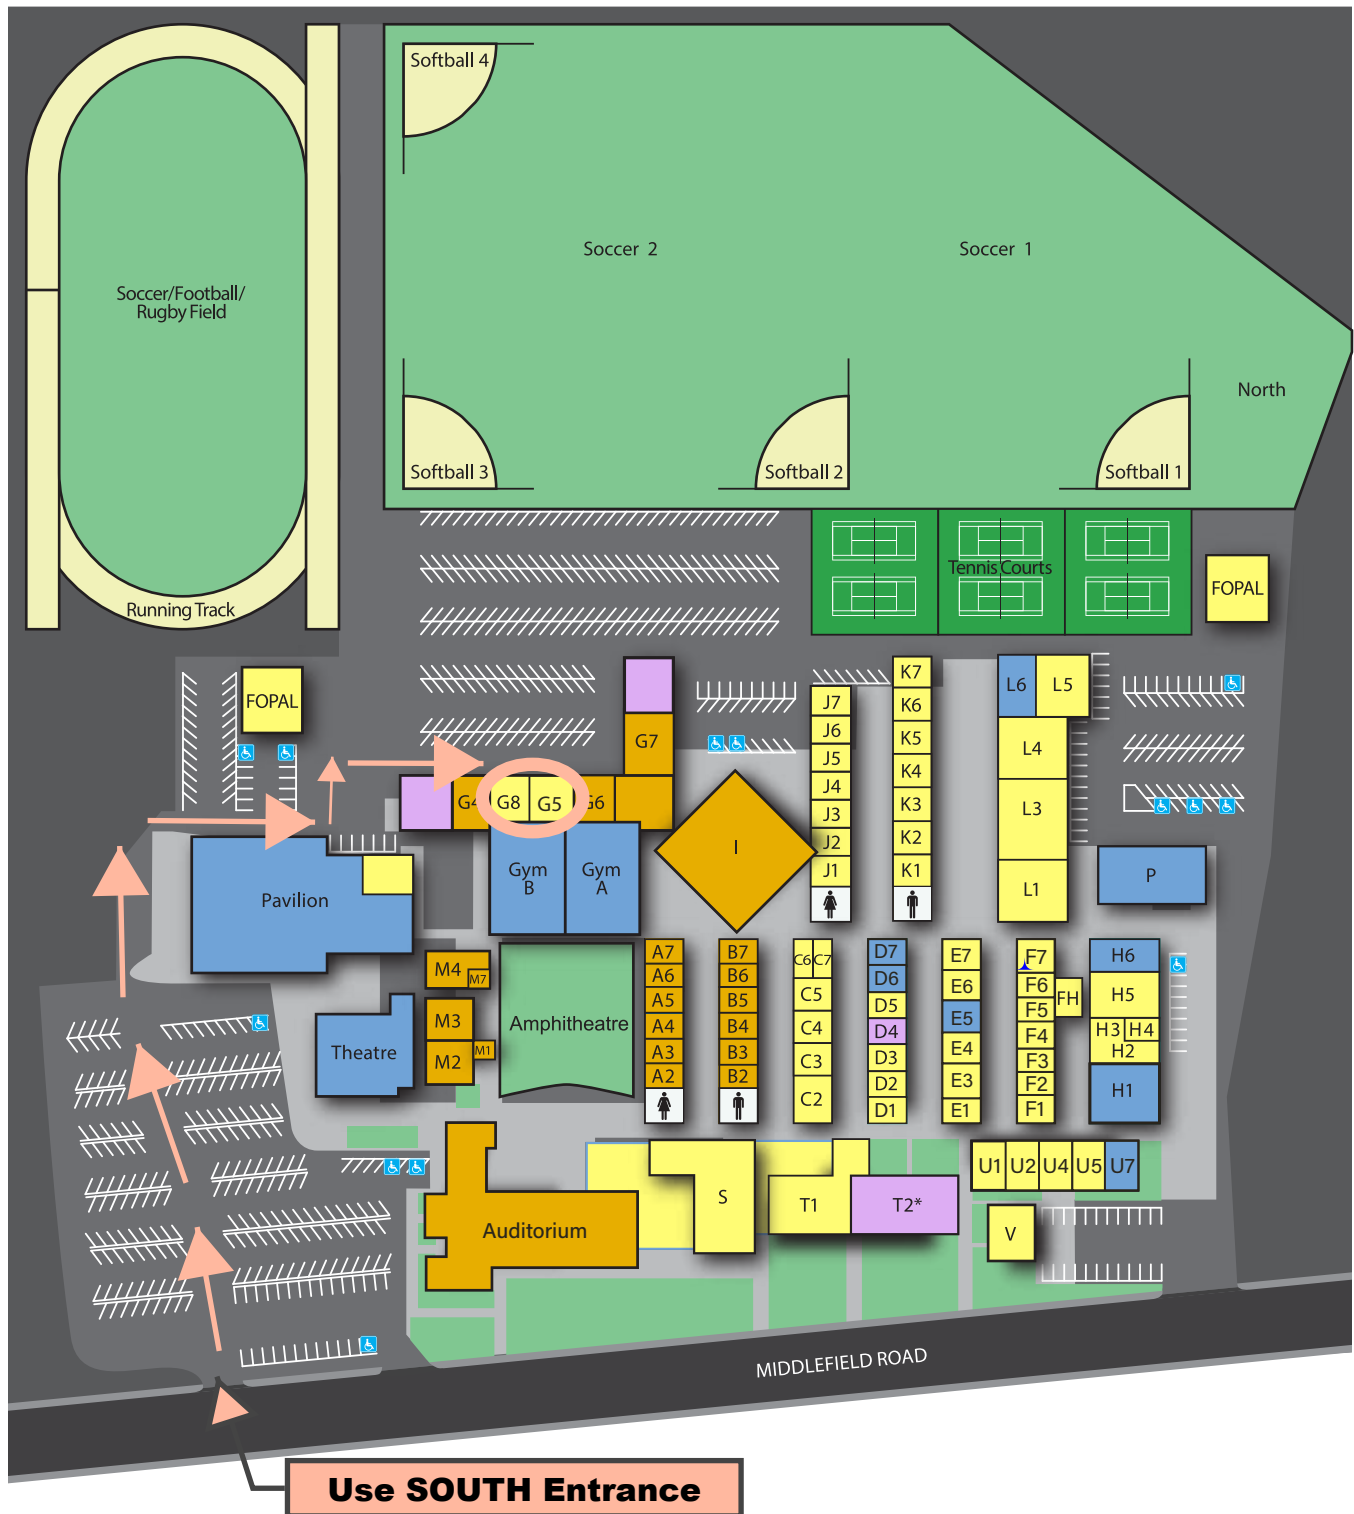 Softball 4
Soccer 2
Soccer 1
Soccer/Football/
Rugby Field
North
Softball 3
Softball 2
Softball 1
Tennis Courts
FOPAL
Running Track
FOPAL
G7
G4
G8
G5
G6
Gym
B
Gym
A
I
J7
J6
J5
J4
J3
J2
J1
K7
K6
K5
K4
K3
K2
K1
L6
L5
L4
L3
L1
P
Pavilion
M4
M7
M3
M2
M1
Theatre
Amphitheatre
A7
A6
A5
A4
A3
A2
B7
B6
B5
B4
B3
B2
C6
C7
C5
C4
C3
C2
D7
D6
D5
D4
D3
D2
D1
E7
E6
E5
E4
E3
E1
F7
F6
F5
F4
F3
F2
F1
FH
H6
H5
H3
H4
H2
H1
Auditorium
S
T1
T2*
U1
U2
U4
U5
U7
V
MIDDLEFIELD ROAD
Use SOUTH Entrance